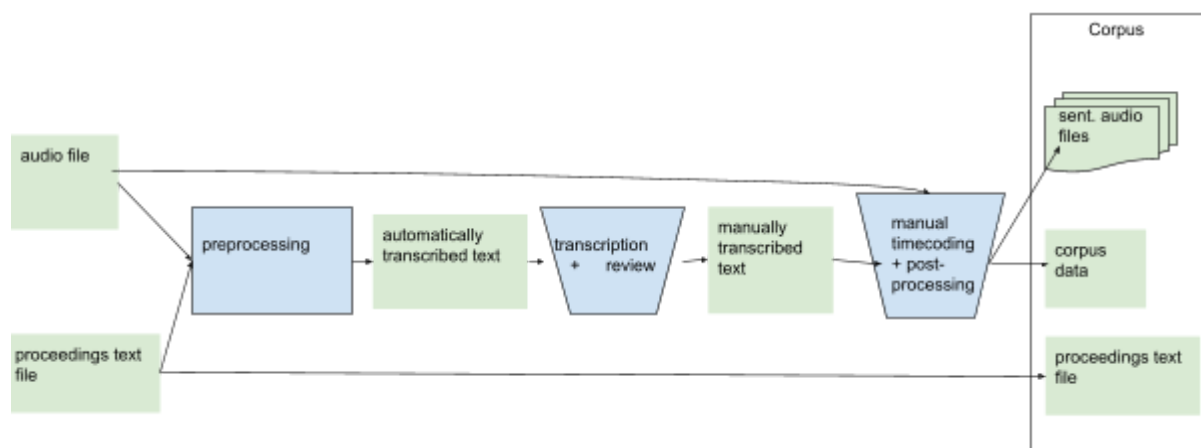 Corpus
sent. audio
files
audio file
preprocessing
automatically
transcribed text
transcription
+ review
manually
transcribed
text
manual
timecoding
+ post-
processing
corpus
data
proceedings text
file
proceedings text
file